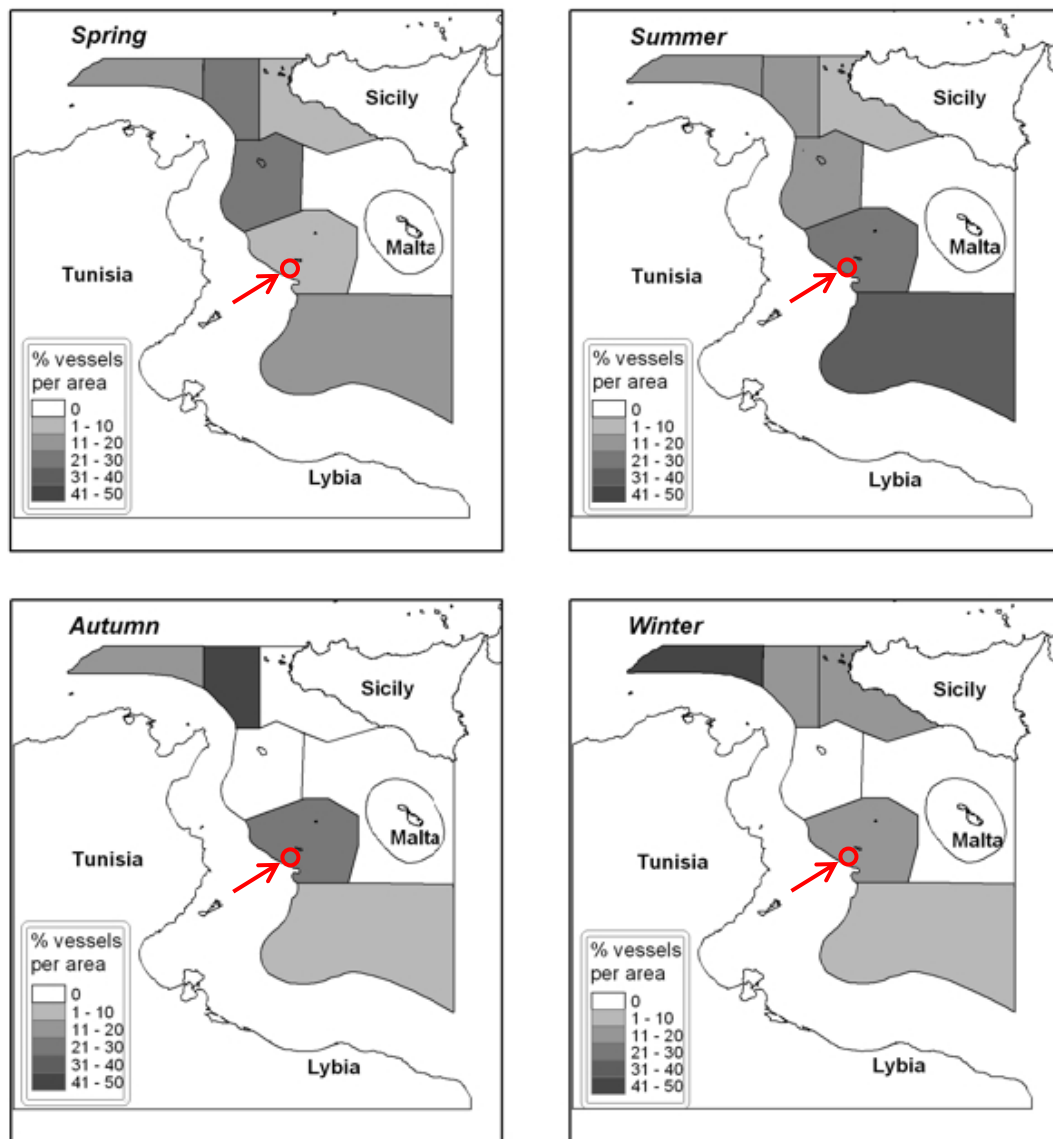 Spring
Sicily
Malta
Tunisia
% vessels
per area
0
1 - 10
11 - 20
21 - 30
31 - 40
41 - 50
Lybia
Summer
Sicily
Malta
Tunisia
% vessels
per area
0
1 - 10
11 - 20
21 - 30
31 - 40
41 - 50
Lybia
Autumn
Sicily
Malta
Tunisia
% vessels
per area
0
1 - 10
11 - 20
21 - 30
31 - 40
41 - 50
Lybia
Winter
Sicily
Malta
Tunisia
% vessels
per area
0
1 - 10
11 - 20
21 - 30
31 - 40
41 - 50
Lybia